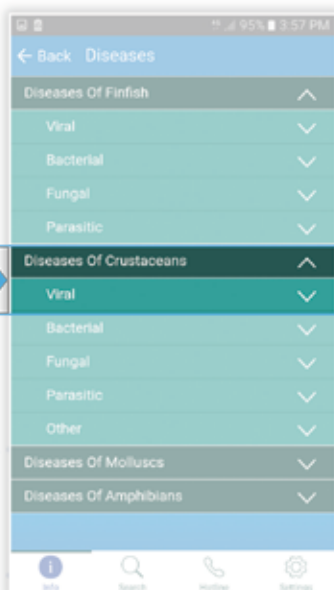 95% 3:57 PM
← Back Diseases
Diseases Of Finfish
Viral
Bacterial
Fungal
Parasitic
Diseases Of Crustaceans
Viral
Bacterial
Fungal
Parasitic
Other
Diseases Of Molluscs
Diseases Of Amphibians
Info Search Hotline Settings